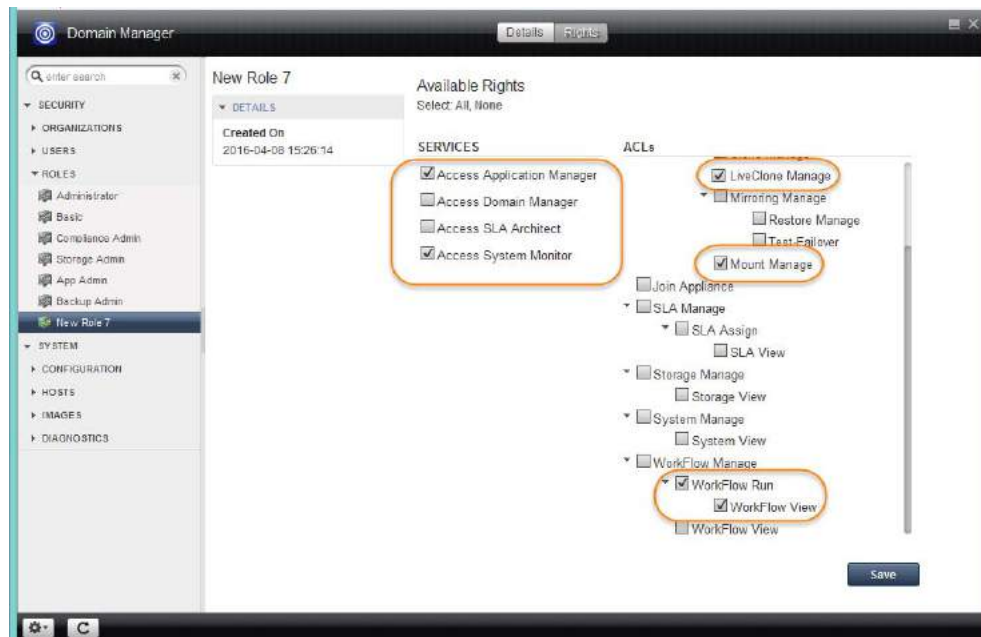 Domain Manager
Details Rights
enter search
SECURITY
ORGANIZATIONS
USERS
ROLES
Administrator
Basic
Compliance Admin
Storage Admin
App Admin
Backup Admin
New Role 7
SYSTEM
CONFIGURATION
HOSTS
IMAGES
DIAGNOSTICS
New Role 7
DETAILS
Created On
2016-04-08 15:26:14
Available Rights
Select: All, None
SERVICES
Access Application Manager
Access Domain Manager
Access SLA Architect
Access System Monitor
ACLs
LiveClone Manage
Mirroring Manage
Restore Manage
Test-Failover
Mount Manage
Join Appliance
SLA Manage
SLA Assign
SLA View
Storage Manage
Storage View
System Manage
System View
WorkFlow Manage
WorkFlow Run
WorkFlow View
WorkFlow View
Save